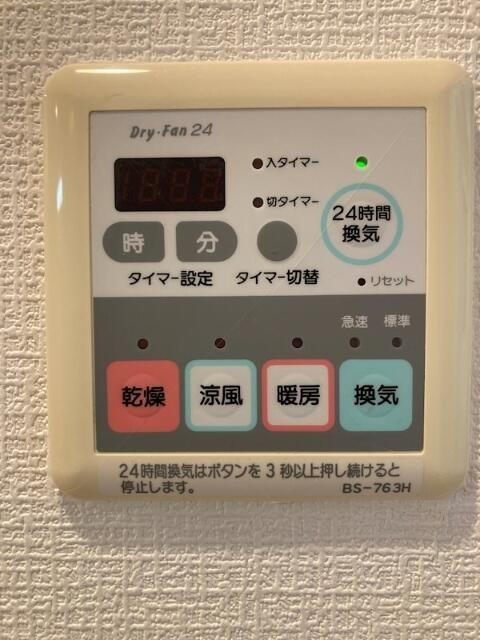 Dry・Fan 24
入タイマー
切タイマー
24時間
換気
時
分
タイマー設定
タイマー切替
リセット
急速
標準
乾燥
涼風
暖房
換気
24時間換気はボタンを3秒以上押し続けると
停止します。
BS-763H